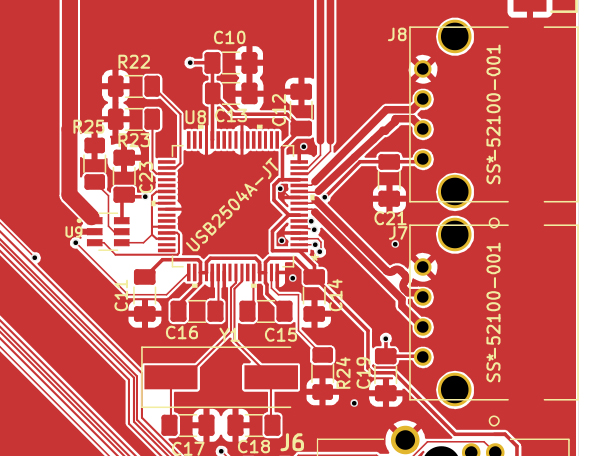 C10
J8
R22
C12
C13
U8
R25
R23
C23
SS*-52100-001
USB2504A-JT
C21
J7
U9
C11
C14
SS*-52100-001
C16
C15
Y1
R24
C19
C17
C18
J6